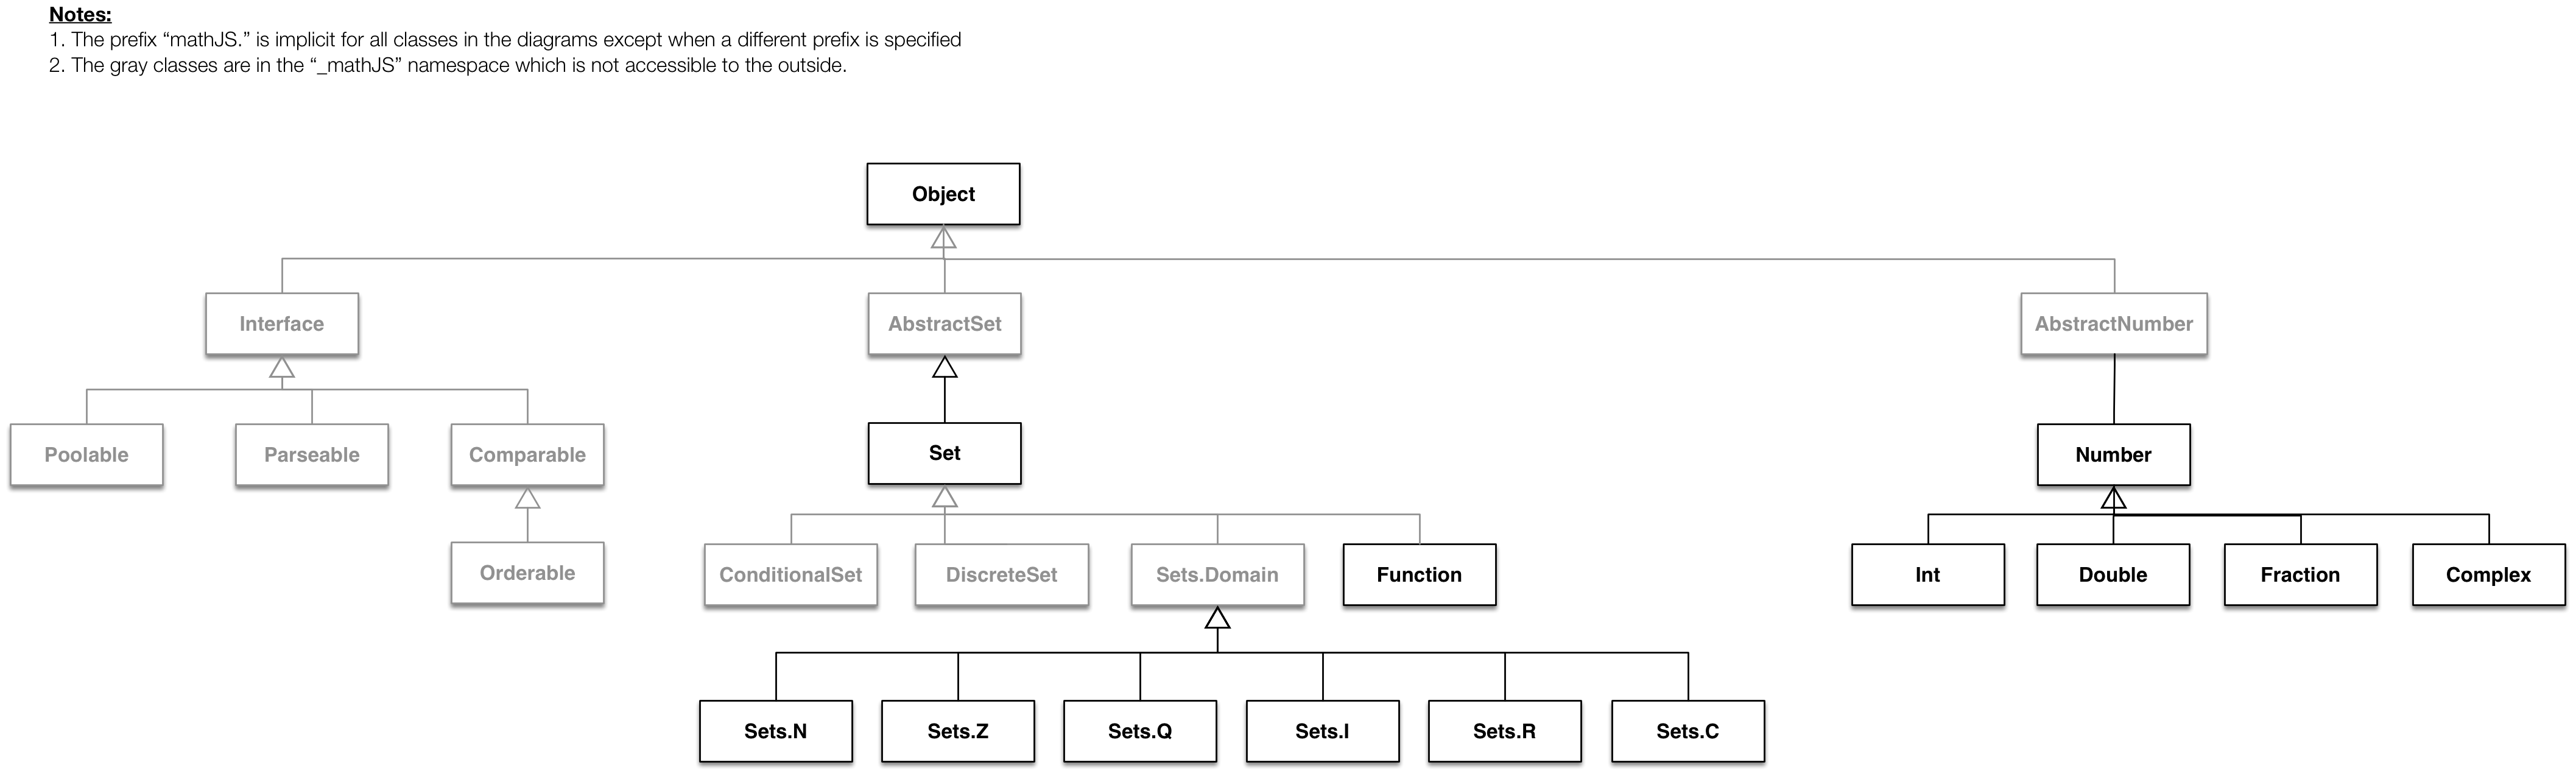 Notes:
1. The prefix “mathJS.” is implicit for all classes in the diagrams except when a different prefix is specified
2. The gray classes are in the “_mathJS” namespace which is not accessible to the outside.
Object
Interface
AbstractSet
AbstractNumber
Poolable
Parseable
Comparable
Set
Number
Orderable
ConditionalSet
DiscreteSet
Sets.Domain
Function
Int
Double
Fraction
Complex
Sets.N
Sets.Z
Sets.Q
Sets.I
Sets.R
Sets.C